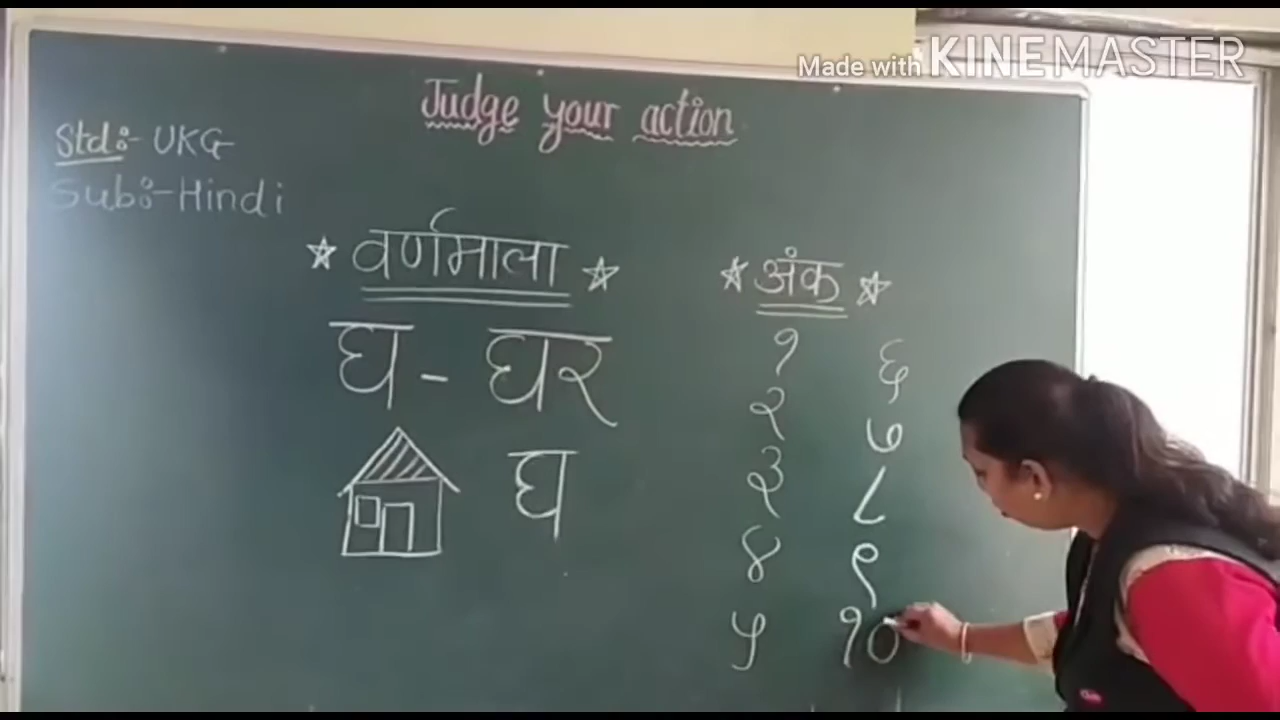 Made with KINEMASTER
Judge your action
Std:- UKG
Sub:- Hindi
वर्णमाला
घ - घर
घ
अंक
१ ६
२ ७
३ ८
४ ९
५ १०